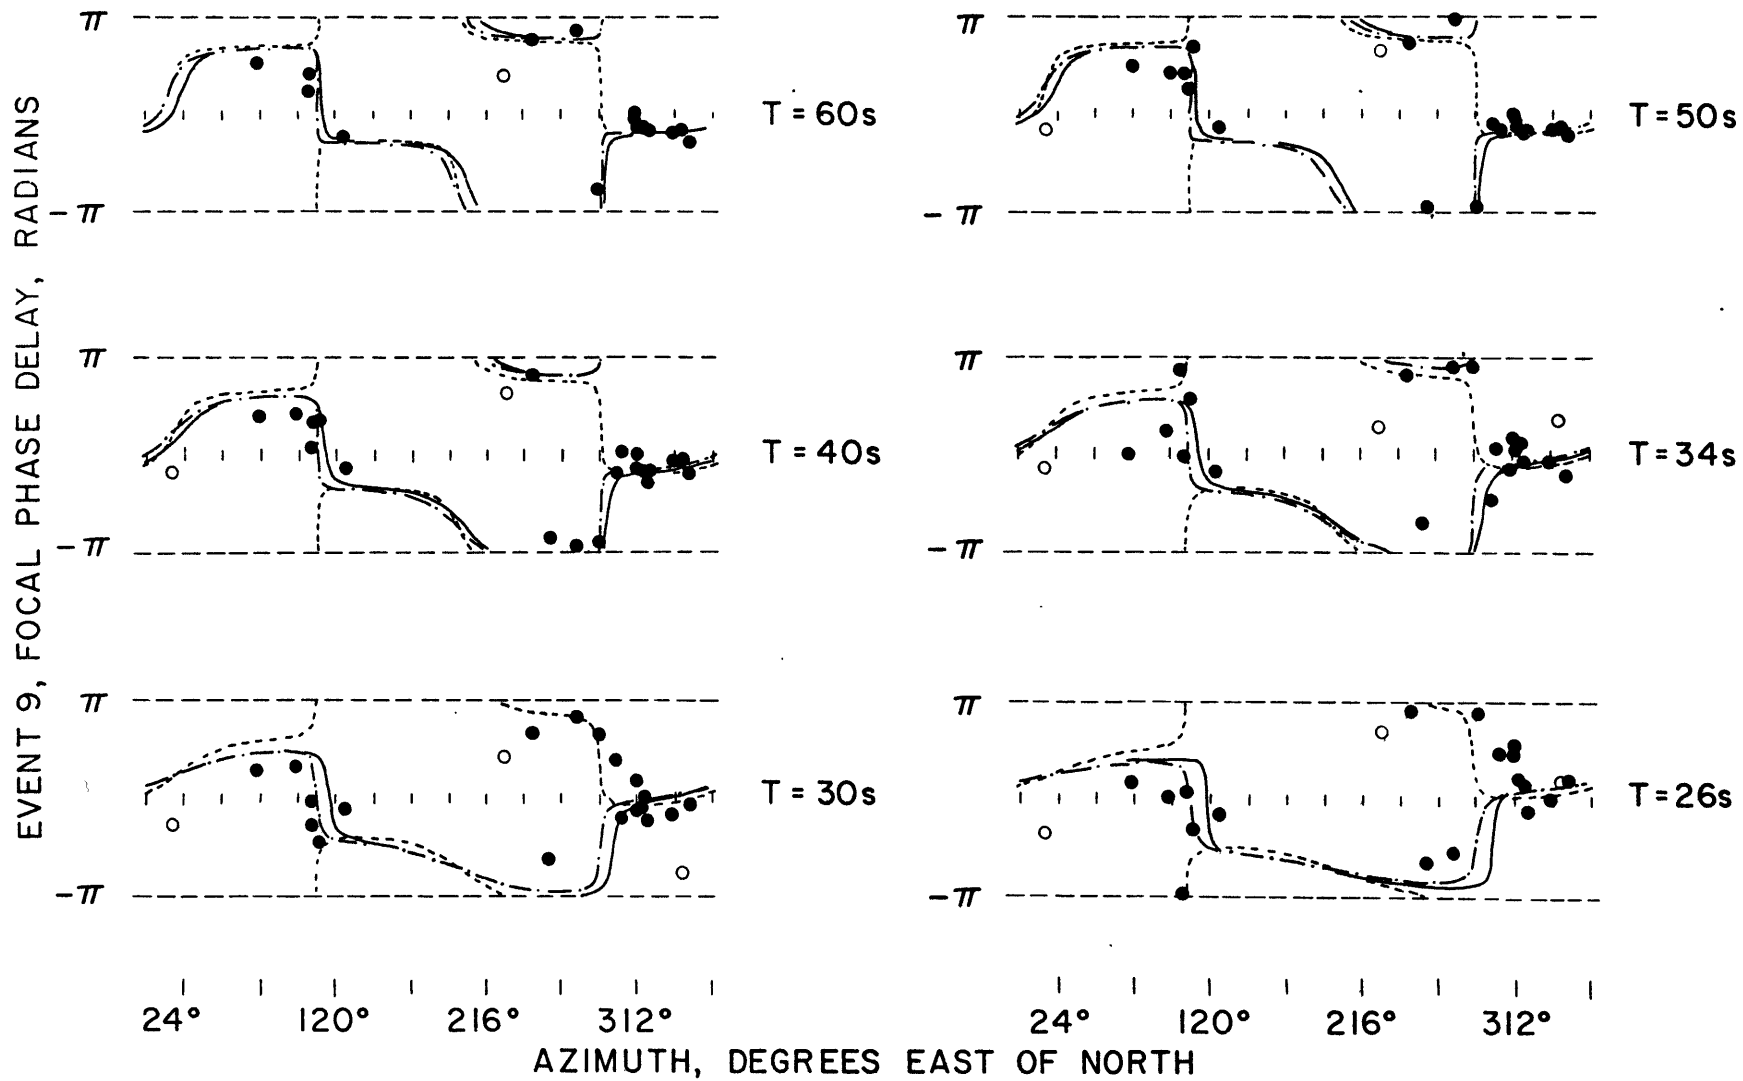 EVENT 9, FOCAL PHASE DELAY, RADIANS
π
-π
T = 60s
π
-π
T = 50s
π
-π
T = 40s
π
-π
T = 34s
π
-π
T = 30s
π
-π
T = 26s
24° 120° 216° 312°
24° 120° 216° 312°
AZIMUTH, DEGREES EAST OF NORTH